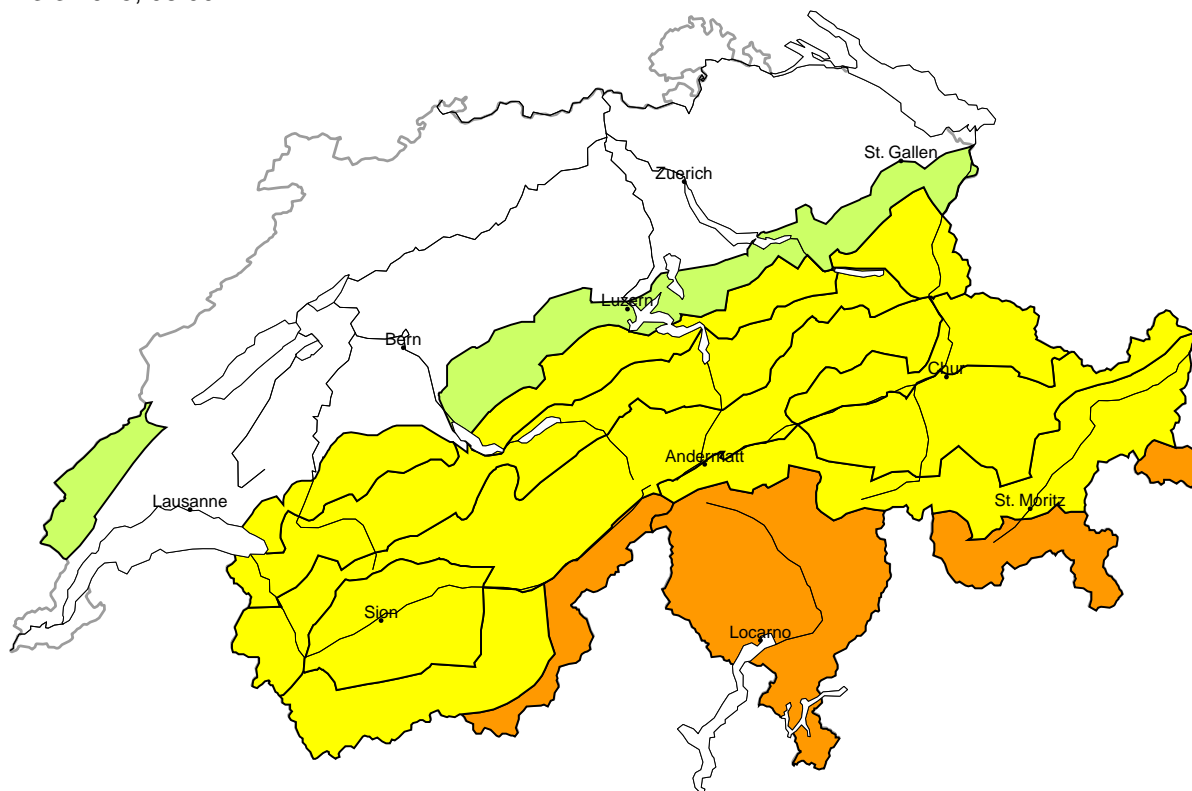 St. Gallen
Zuerich
Luzern
Bern
Chur
Andermatt
Lausanne
St. Moritz
Sion
Locarno